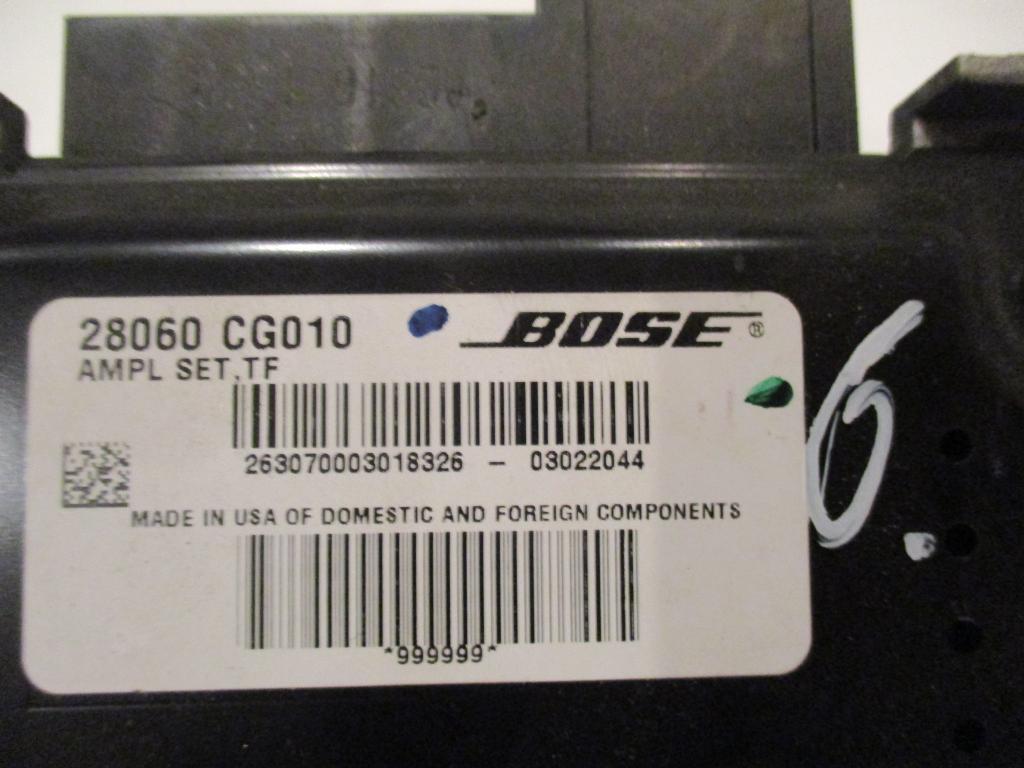 28060 CG010
BOSE®
AMPL SET,TF
263070003018326 – 03022044
MADE IN USA OF DOMESTIC AND FOREIGN COMPONENTS
*999999*
6.